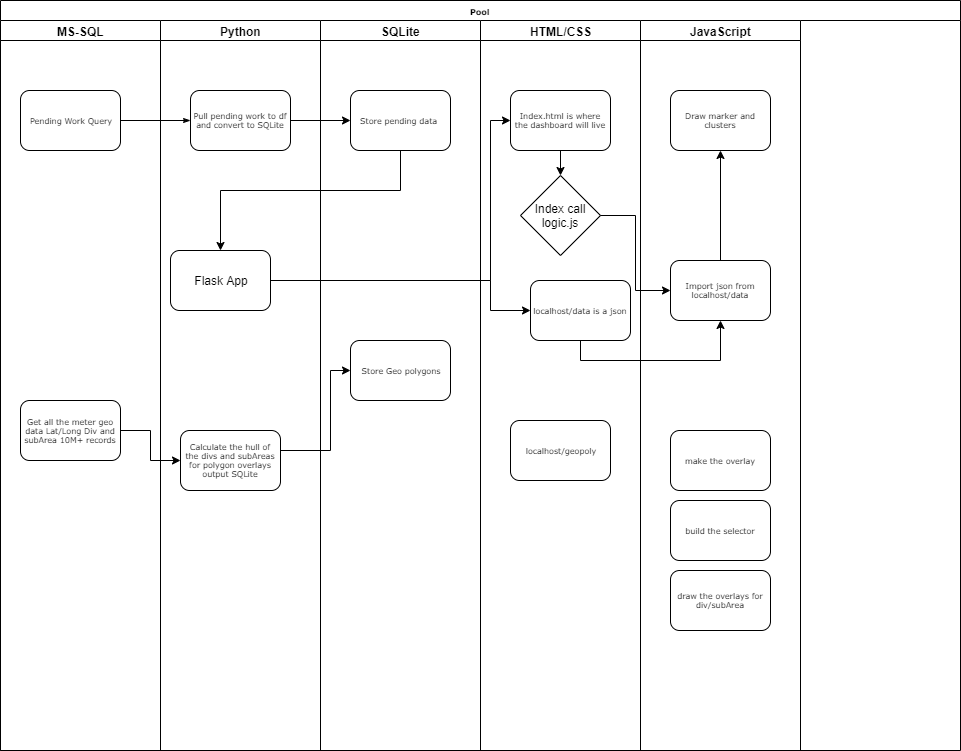 Pool
MS-SQL
Python
SQLite
HTML/CSS
JavaScript
Pending Work Query
Pull pending work to df
and convert to SQLite
Store pending data
Index.html is where
the dashboard will live
Draw marker and
clusters
Index call
logic.js
Flask App
Import json from
localhost/data
localhost/data is a json
Store Geo polygons
Get all the meter geo
data Lat/Long Div and
subArea 10M+ records
Calculate the hull of
the divs and subAreas
for polygon overlays
output SQLite
localhost/geopoly
make the overlay
build the selector
draw the overlays for
div/subArea